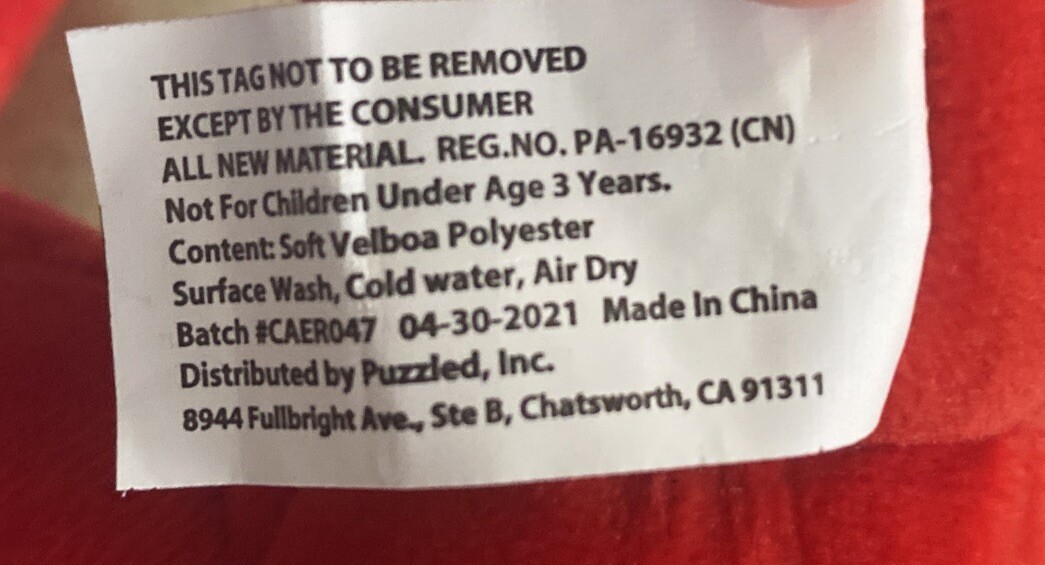 THIS TAG NOT TO BE REMOVED
EXCEPT BY THE CONSUMER
ALL NEW MATERIAL. REG.NO. PA-16932 (CN)
Not For Children Under Age 3 Years.
Content: Soft Velboa Polyester
Surface Wash, Cold water, Air Dry
Batch #CAER047 04-30-2021 Made In China
Distributed by Puzzled, Inc.
8944 Fullbright Ave., Ste B, Chatsworth, CA 91311